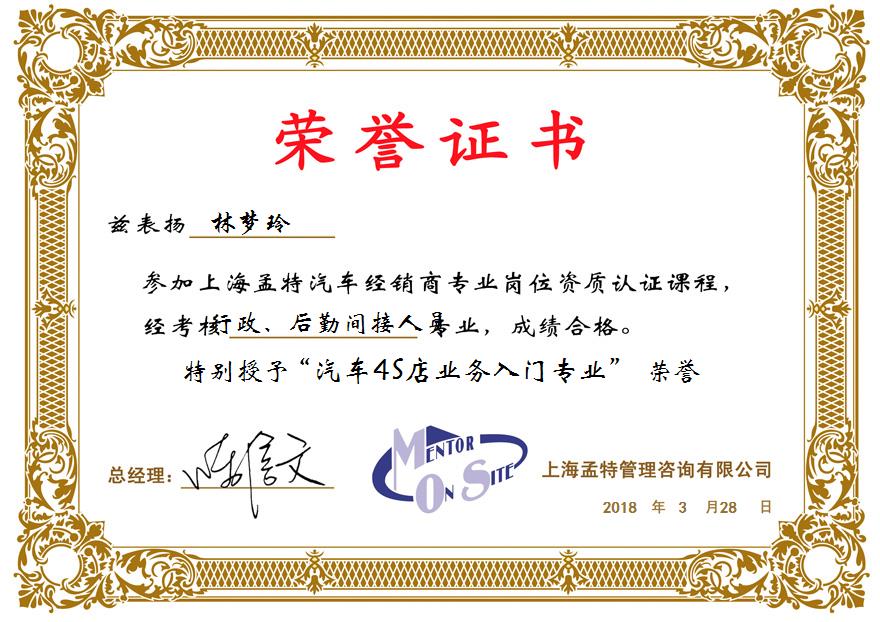 荣誉证书
兹表扬 林梦玲
参加上海孟特汽车经销商专业岗位资质认证课程，
经考核行政、后勤间接人员专业，成绩合格。
特别授予“汽车4S店业务入门专业” 荣誉
总经理：
MENTOR
ON SITE
上海孟特管理咨询有限公司
2018 年 3 月28 日